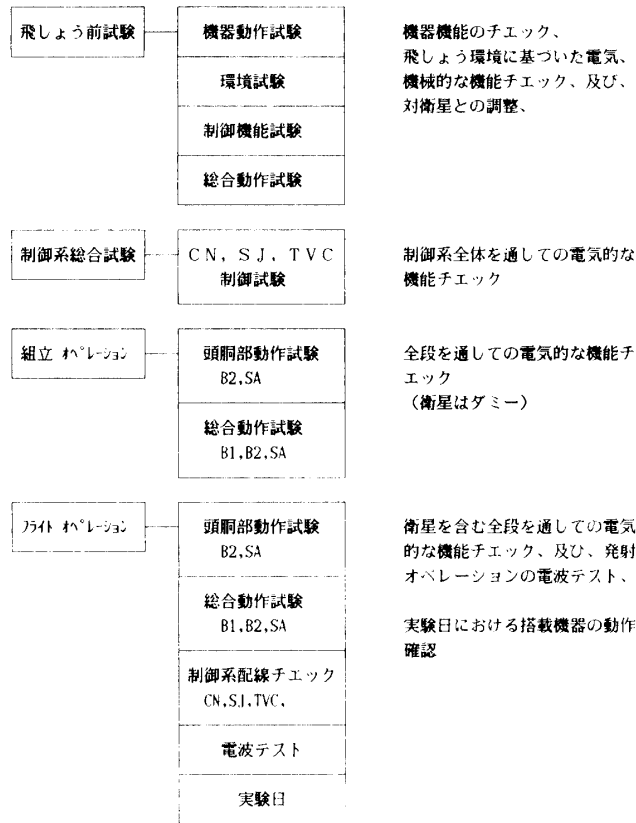 飛しょう前試験
機器動作試験
環境試験
制御機能試験
総合動作試験
機器機能のチエック、
飛しょう環境に基づいた電気、
機械的な機能チエック、及び、
対衛星との調整、
制御系総合試験
CN, SJ, TVC
制御試験
制御系全体を通しての電気的な
機能チエック
組立 オペレーション
頭胴部動作試験
B2,SA
総合動作試験
B1,B2,SA
全段を通しての電気的な機能チ
エック
(衛星はダミー)
フライト オペレーション
頭胴部動作試験
B2,SA
総合動作試験
B1,B2,SA
制御系配線チエック
CN,SJ,TVC,
電波テスト
実験日
衛星を含む全段を通しての電気
的な機能チエック、及び、発射
オペレーションの電波テスト、
実験日における搭載機器の動作
確認